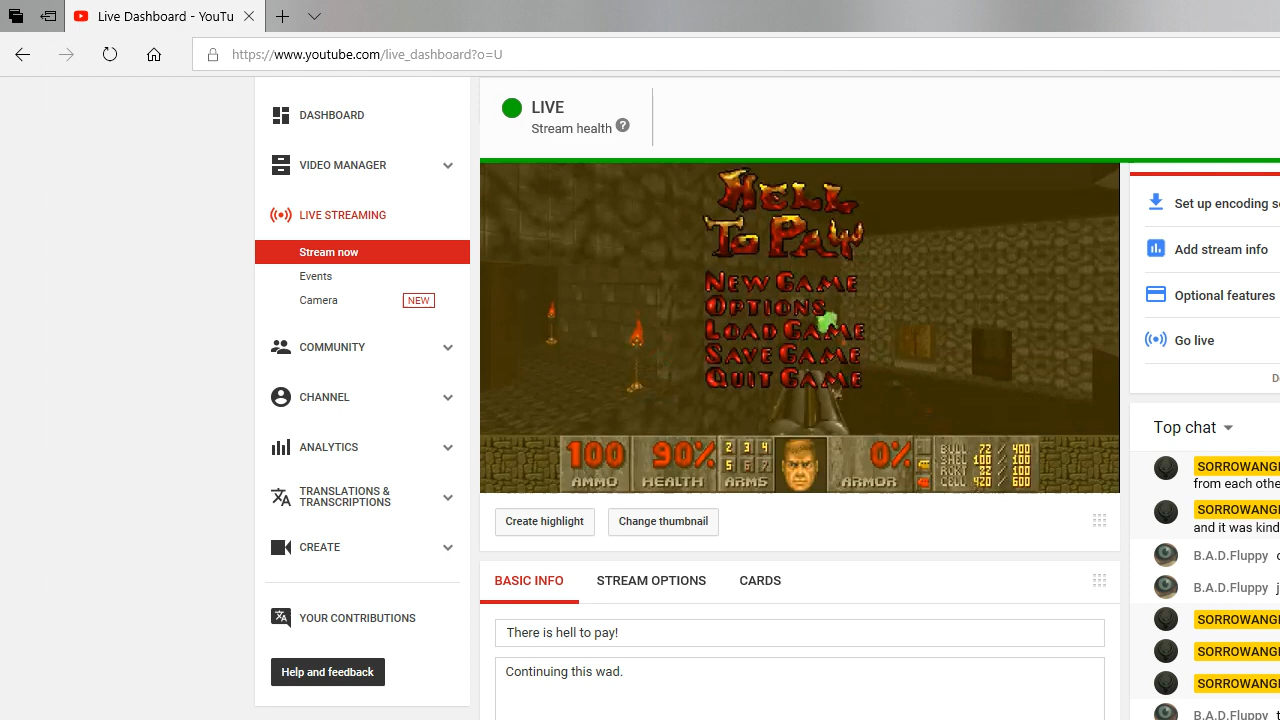 Live Dashboard - YouTu
https://www.youtube.com/live_dashboard?o=U
DASHBOARD
VIDEO MANAGER
LIVE STREAMING
Stream now
Events
Camera NEW
COMMUNITY
CHANNEL
ANALYTICS
TRANSLATIONS &
TRANSCRIPTIONS
CREATE
YOUR CONTRIBUTIONS
Help and feedback
LIVE
Stream health ?
HELL
TO PAY
NEW GAME
OPTIONS
LOAD GAME
SAVE GAME
QUIT GAME
100 90% 2 3 4 0% BULL 72 / 400
5 6 7 SHEL 100 / 100
RCKT 32 / 100
AMMO HEALTH ARMS ARMOR CELL 420 / 600
Create highlight Change thumbnail
BASIC INFO STREAM OPTIONS CARDS
There is hell to pay!
Continuing this wad.
Set up encoding s
Add stream info
Optional features
Go live
D
Top chat
SORROWANG
from each othe
SORROWANG
and it was kind
B.A.D.Fluppy
B.A.D.Fluppy j
SORROWANG
SORROWANG
SORROWANG
B.A.D.Fluppy t